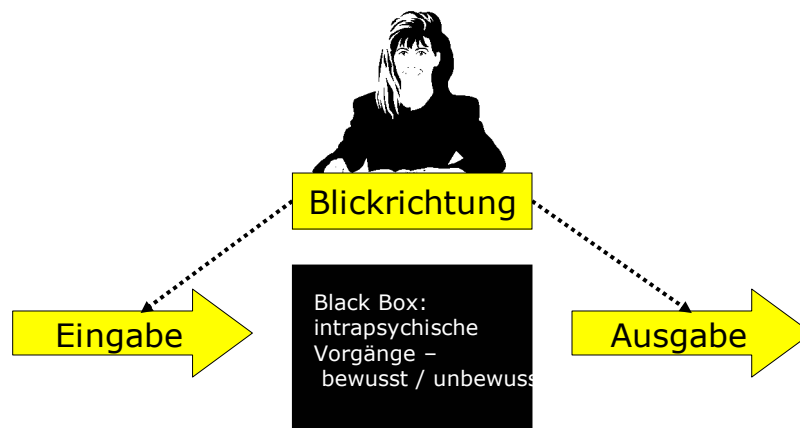 Blickrichtung
Black Box:
intrapsychische
Vorgänge –
bewusst / unbewuss
Eingabe
Ausgabe